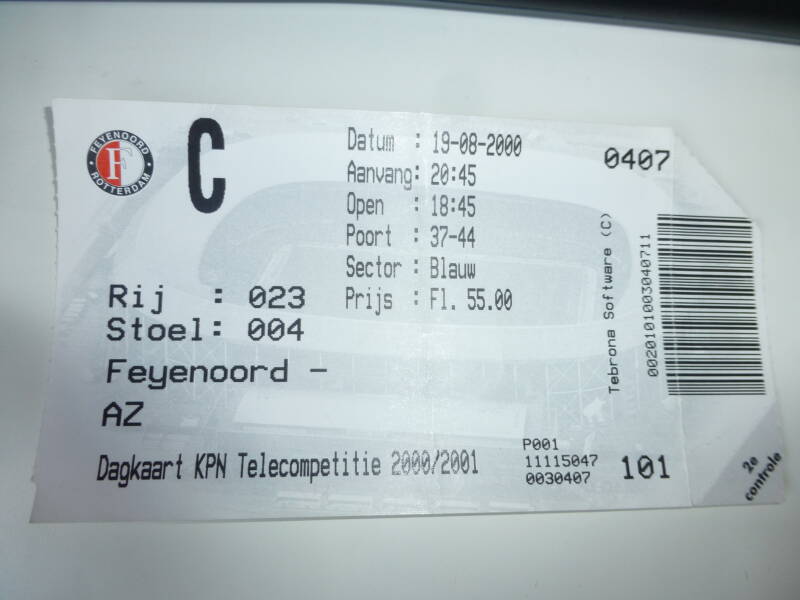 FEYENOORD
F
ROTTERDAM
C
Datum : 19-08-2000
Aanvang: 20:45
Open : 18:45
Poort : 37-44
Sector : Blauw
Prijs : Fl. 55.00
0407
Rij : 023
Stoel: 004
Feyenoord -
AZ
Dagkaart KPN Telecompetitie 2000/2001
P001
11115047
0030407
101
Tebrona Software (C)
0020101003040711
2e
controle